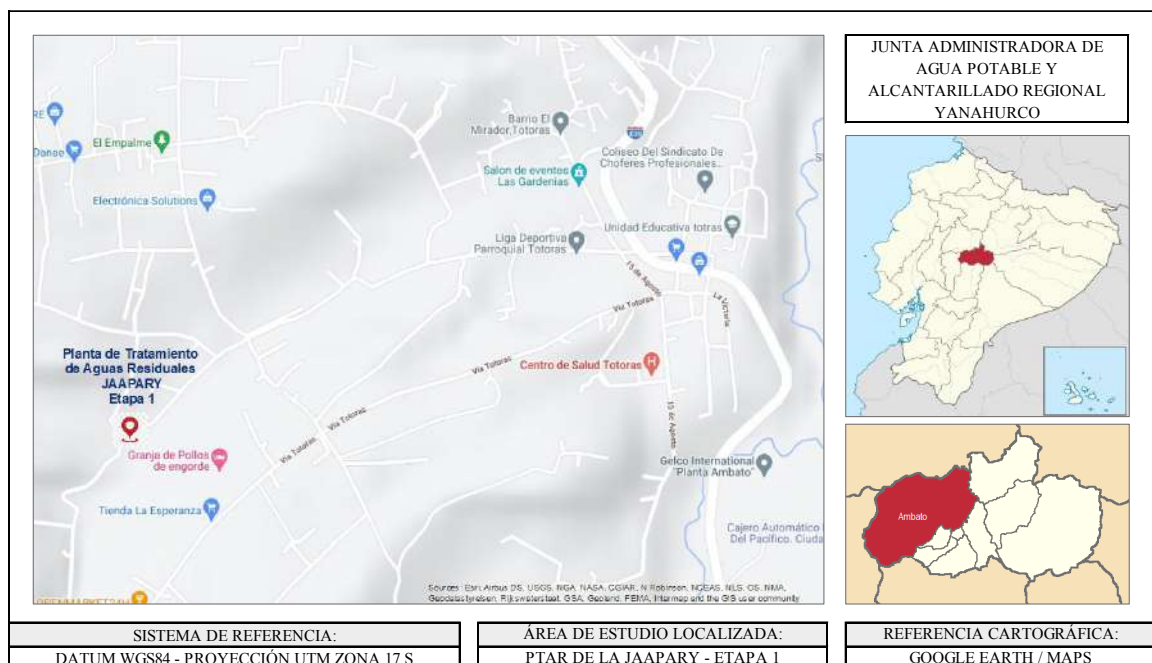 JUNTA ADMINISTRADORA DE
AGUA POTABLE Y
ALCANTARILLADO REGIONAL
YANAHURCO
Barrio El
Mirador,Totoras
El Empalme
Coliseo Del Sindicato De
Choferes Profesionales...
Salon de eventos
Las Gardenias
Electrónica Solutions
Unidad Educativa totras
Liga Deportiva
Parroquial Totoras
15 de Agosto
La Victoria
Vía Totoras
Planta de Tratamiento
de Aguas Residuales
JAAPARY
Etapa 1
Vía Totoras
Centro de Salud Totoras
Vía Totoras
15 de Agosto
Vía Totoras
Granja de Pollos
de engorde
Gelco International
"Planta Ambato"
Tienda La Esperanza
Cajero Automático
Del Pacífico. Ciuda
Ambato
Sources: Esri, Airbus DS, USGS, NGA, NASA, CGIAR, N Robinson, NCEAS, NLS, OS, NMA,
Geodatastyrelsen, Rijkswaterstaat, GSA, Geoland, FEMA, Intermap and the GIS user community
SISTEMA DE REFERENCIA:
DATUM WGS84 - PROYECCIÓN UTM ZONA 17 S
ÁREA DE ESTUDIO LOCALIZADA:
PTAR DE LA JAAPARY - ETAPA 1
REFERENCIA CARTOGRÁFICA:
GOOGLE EARTH / MAPS